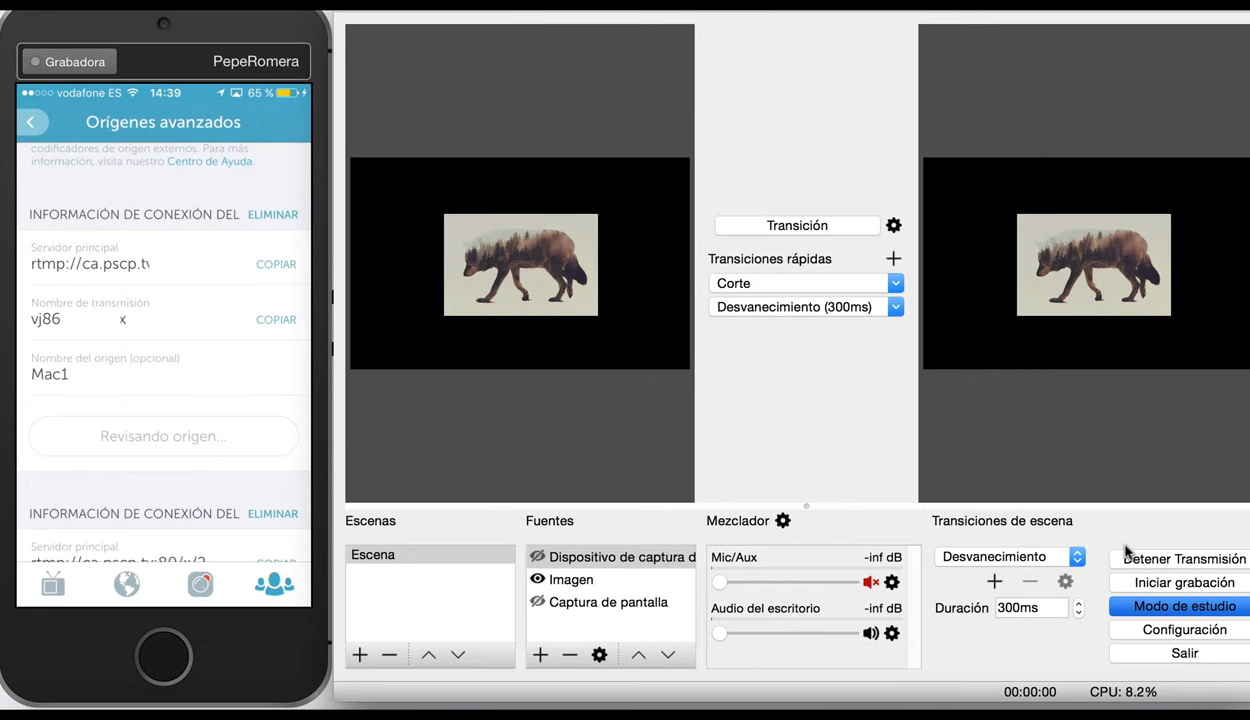 Grabadora
PepeRomera
vodafone ES
14:39
65 %
Orígenes avanzados
codificadores de origen externos. Para más
información, visita nuestro Centro de Ayuda.
INFORMACIÓN DE CONEXIÓN DEL
ELIMINAR
Servidor principal
rtmp://ca.pscp.tv
COPIAR
Nombre de transmisión
vj86
x
COPIAR
Nombre del origen (opcional)
Mac1
Revisando origen...
INFORMACIÓN DE CONEXIÓN DEL
ELIMINAR
Servidor principal
Transición
Transiciones rápidas
Corte
Desvanecimiento (300ms)
Escenas
Escena
Fuentes
Dispositivo de captura d
Imagen
Captura de pantalla
Mezclador
Mic/Aux
-inf dB
Audio del escritorio
-inf dB
Transiciones de escena
Desvanecimiento
Duración
300ms
Detener Transmisión
Iniciar grabación
Modo de estudio
Configuración
Salir
00:00:00
CPU: 8.2%